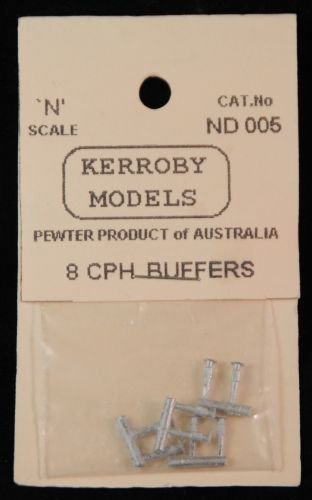 `N'
SCALE
CAT.No
ND 005
KERROBY
MODELS
PEWTER PRODUCT of AUSTRALIA
8 CPH BUFFERS